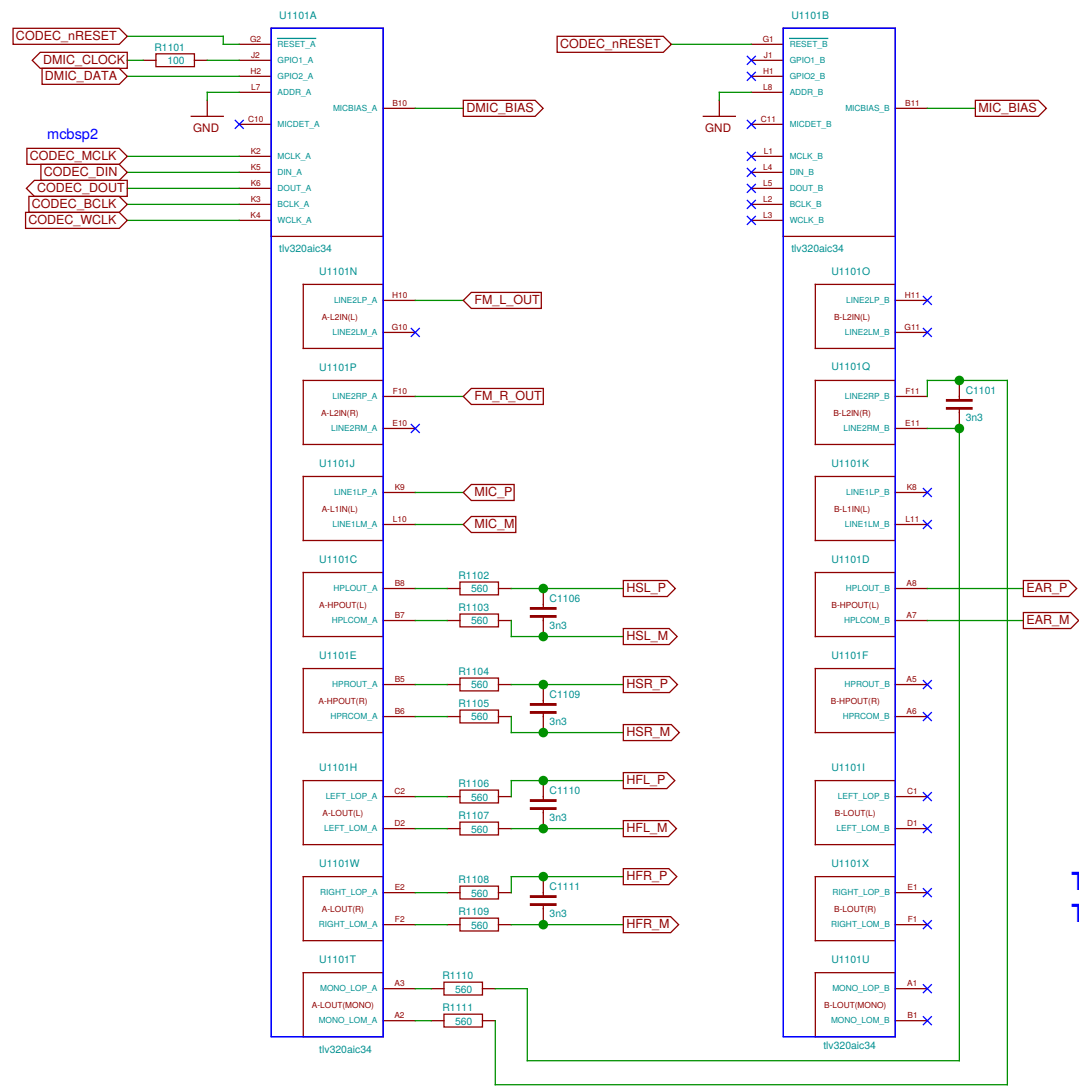 U1101A
CODEC_nRESET
G2
RESET_A
R1101
DMIC_CLOCK
100
J2
GPIO1_A
DMIC_DATA
H2
GPIO2_A
L7
ADDR_A
MICBIAS_A
B10
DMIC_BIAS
GND
C10
MICDET_A
mcbsp2
CODEC_MCLK
K2
MCLK_A
CODEC_DIN
K5
DIN_A
CODEC_DOUT
K6
DOUT_A
CODEC_BCLK
K3
BCLK_A
CODEC_WCLK
K4
WCLK_A
tlv320aic34
U1101N
LINE2LP_A
H10
FM_L_OUT
A-L2IN(L)
LINE2LM_A
G10
U1101P
LINE2RP_A
F10
FM_R_OUT
A-L2IN(R)
LINE2RM_A
E10
U1101J
LINE1LP_A
K9
MIC_P
A-L1IN(L)
LINE1LM_A
L10
MIC_M
U1101C
HPLOUT_A
B8
R1102
560
HSL_P
A-HPOUT(L)
C1106
3n3
HPLCOM_A
B7
R1103
560
HSL_M
U1101E
HPROUT_A
B5
R1104
560
HSR_P
A-HPOUT(R)
C1109
3n3
HPRCOM_A
B6
R1105
560
HSR_M
U1101H
LEFT_LOP_A
C2
R1106
560
HFL_P
A-LOUT(L)
C1110
3n3
LEFT_LOM_A
D2
R1107
560
HFL_M
U1101W
RIGHT_LOP_A
E2
R1108
560
HFR_P
A-LOUT(R)
C1111
3n3
RIGHT_LOM_A
F2
R1109
560
HFR_M
U1101T
MONO_LOP_A
A3
R1110
560
A-LOUT(MONO)
MONO_LOM_A
A2
R1111
560
tlv320aic34
U1101B
CODEC_nRESET
G1
RESET_B
J1
GPIO1_B
H1
GPIO2_B
L8
ADDR_B
MICBIAS_B
B11
MIC_BIAS
GND
C11
MICDET_B
L1
MCLK_B
L4
DIN_B
L5
DOUT_B
L2
BCLK_B
L3
WCLK_B
tlv320aic34
U1101O
LINE2LP_B
H11
B-L2IN(L)
LINE2LM_B
G11
U1101Q
LINE2RP_B
F11
C1101
3n3
B-L2IN(R)
LINE2RM_B
E11
U1101K
LINE1LP_B
K8
B-L1IN(L)
LINE1LM_B
L11
U1101D
HPLOUT_B
A8
EAR_P
B-HPOUT(L)
HPLCOM_B
A7
EAR_M
U1101F
HPROUT_B
A5
B-HPOUT(R)
HPRCOM_B
A6
U1101I
LEFT_LOP_B
C1
B-LOUT(L)
LEFT_LOM_B
D1
U1101X
RIGHT_LOP_B
E1
B-LOUT(R)
RIGHT_LOM_B
F1
U1101U
MONO_LOP_B
A1
B-LOUT(MONO)
MONO_LOM_B
B1
tlv320aic34